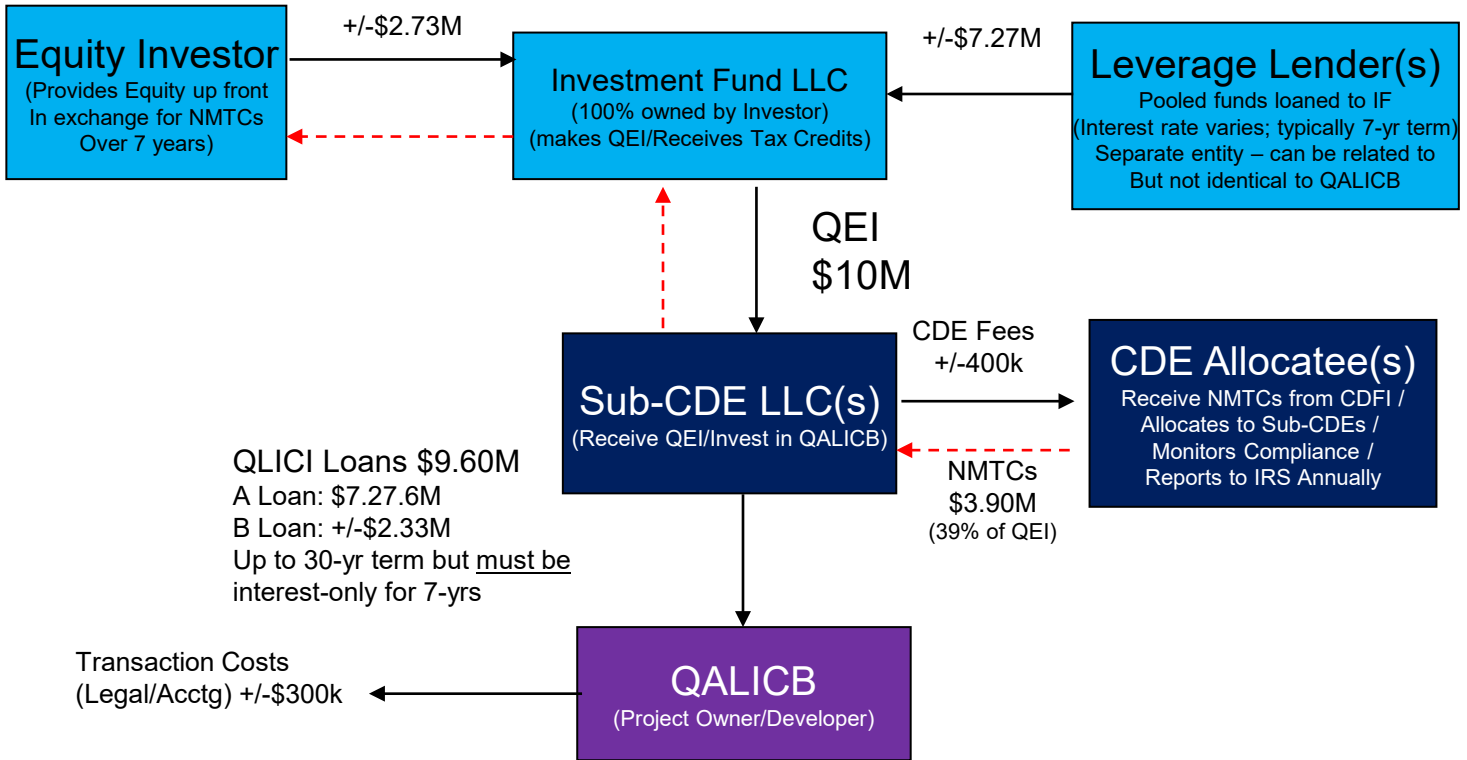 +/-$2.73M
+/-$7.27M
Equity Investor
(Provides Equity up front
In exchange for NMTCs
Over 7 years)
Investment Fund LLC
(100% owned by Investor)
(makes QEI/Receives Tax Credits)
Leverage Lender(s)
Pooled funds loaned to IF
(Interest rate varies; typically 7-yr term)
Separate entity – can be related to
But not identical to QALICB
QEI
$10M
CDE Fees
+/-400k
Sub-CDE LLC(s)
(Receive QEI/Invest in QALICB)
CDE Allocatee(s)
Receive NMTCs from CDFI /
Allocates to Sub-CDEs /
Monitors Compliance /
Reports to IRS Annually
NMTCs
$3.90M
(39% of QEI)
QLICI Loans $9.60M
A Loan: $7.27.6M
B Loan: +/-$2.33M
Up to 30-yr term but must be
interest-only for 7-yrs
Transaction Costs
(Legal/Acctg) +/-$300k
QALICB
(Project Owner/Developer)